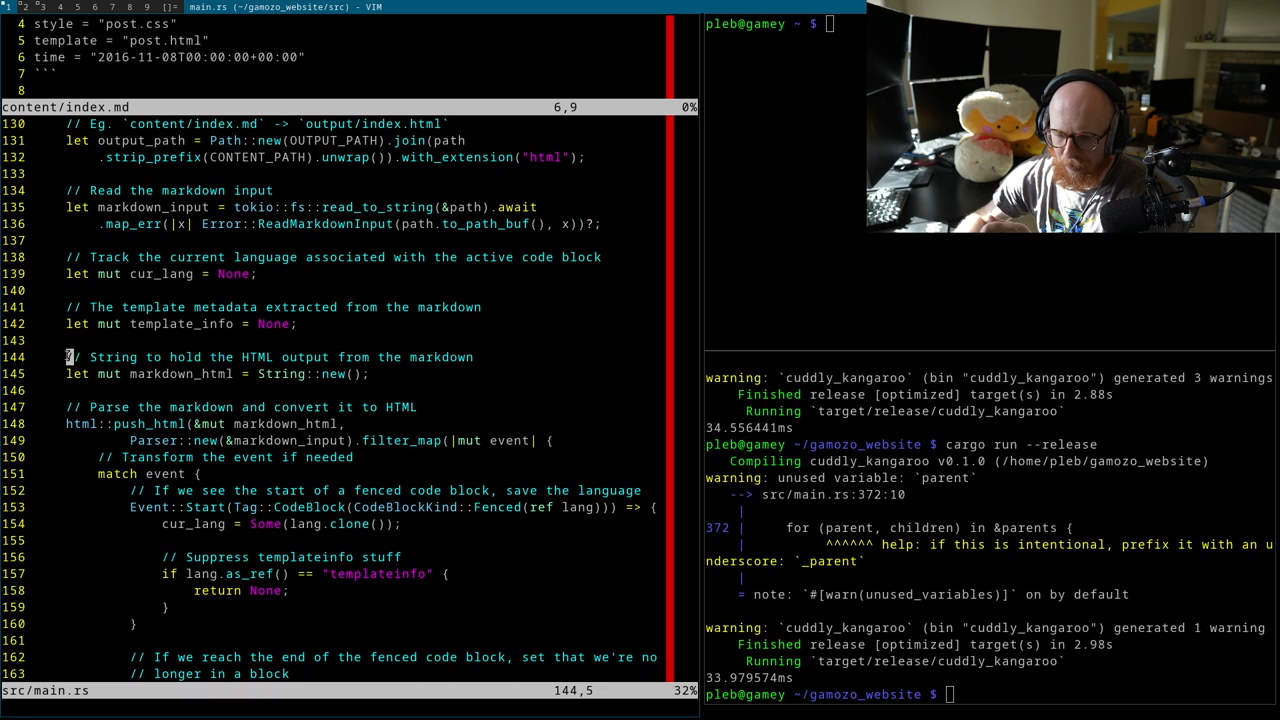 1 2 3 4 5 6 7 8 9 []= main.rs (~/gamozo_website/src) - VIM
4 style = "post.css"
5 template = "post.html"
6 time = "2016-11-08T00:00:00+00:00"
7 ```
8
content/index.md 6,9 0%
130 // Eg. `content/index.md` -> `output/index.html`
131 let output_path = Path::new(OUTPUT_PATH).join(path
132 .strip_prefix(CONTENT_PATH).unwrap()).with_extension("html");
133
134 // Read the markdown input
135 let markdown_input = tokio::fs::read_to_string(&path).await
136 .map_err(|x| Error::ReadMarkdownInput(path.to_path_buf(), x))?;
137
138 // Track the current language associated with the active code block
139 let mut cur_lang = None;
140
141 // The template metadata extracted from the markdown
142 let mut template_info = None;
143
144 // String to hold the HTML output from the markdown
145 let mut markdown_html = String::new();
146
147 // Parse the markdown and convert it to HTML
148 html::push_html(&mut markdown_html,
149 Parser::new(&markdown_input).filter_map(|mut event| {
150 // Transform the event if needed
151 match event {
152 // If we see the start of a fenced code block, save the language
153 Event::Start(Tag::CodeBlock(CodeBlockKind::Fenced(ref lang))) => {
154 cur_lang = Some(lang.clone());
155
156 // Suppress templateinfo stuff
157 if lang.as_ref() == "templateinfo" {
158 return None;
159 }
160 }
161
162 // If we reach the end of the fenced code block, set that we're no
163 // longer in a block
src/main.rs 144,5 32%
pleb@gamey ~ $
warning: `cuddly_kangaroo` (bin "cuddly_kangaroo") generated 3 warnings
Finished release [optimized] target(s) in 2.88s
Running `target/release/cuddly_kangaroo`
34.556441ms
pleb@gamey ~/gamozo_website $ cargo run --release
Compiling cuddly_kangaroo v0.1.0 (/home/pleb/gamozo_website)
warning: unused variable: `parent`
--> src/main.rs:372:10
|
372 | for (parent, children) in &parents {
| ^^^^^^ help: if this is intentional, prefix it with an u
nderscore: `_parent`
|
= note: `#[warn(unused_variables)]` on by default
warning: `cuddly_kangaroo` (bin "cuddly_kangaroo") generated 1 warning
Finished release [optimized] target(s) in 2.98s
Running `target/release/cuddly_kangaroo`
33.979574ms
pleb@gamey ~/gamozo_website $